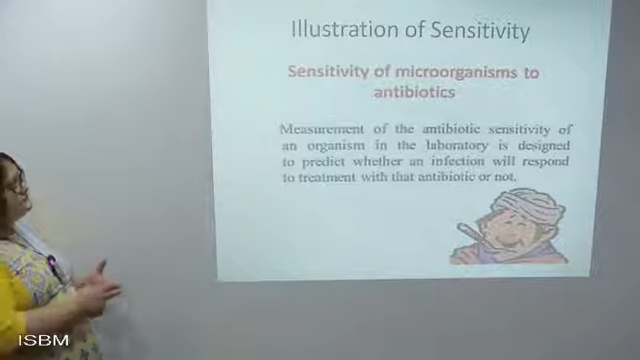 Illustration of Sensitivity
Sensitivity of microorganisms to
antibiotics
Measurement of the antibiotic sensitivity of
an organism in the laboratory is designed
to predict whether an infection will respond
to treatment with that antibiotic or not.
ISBM